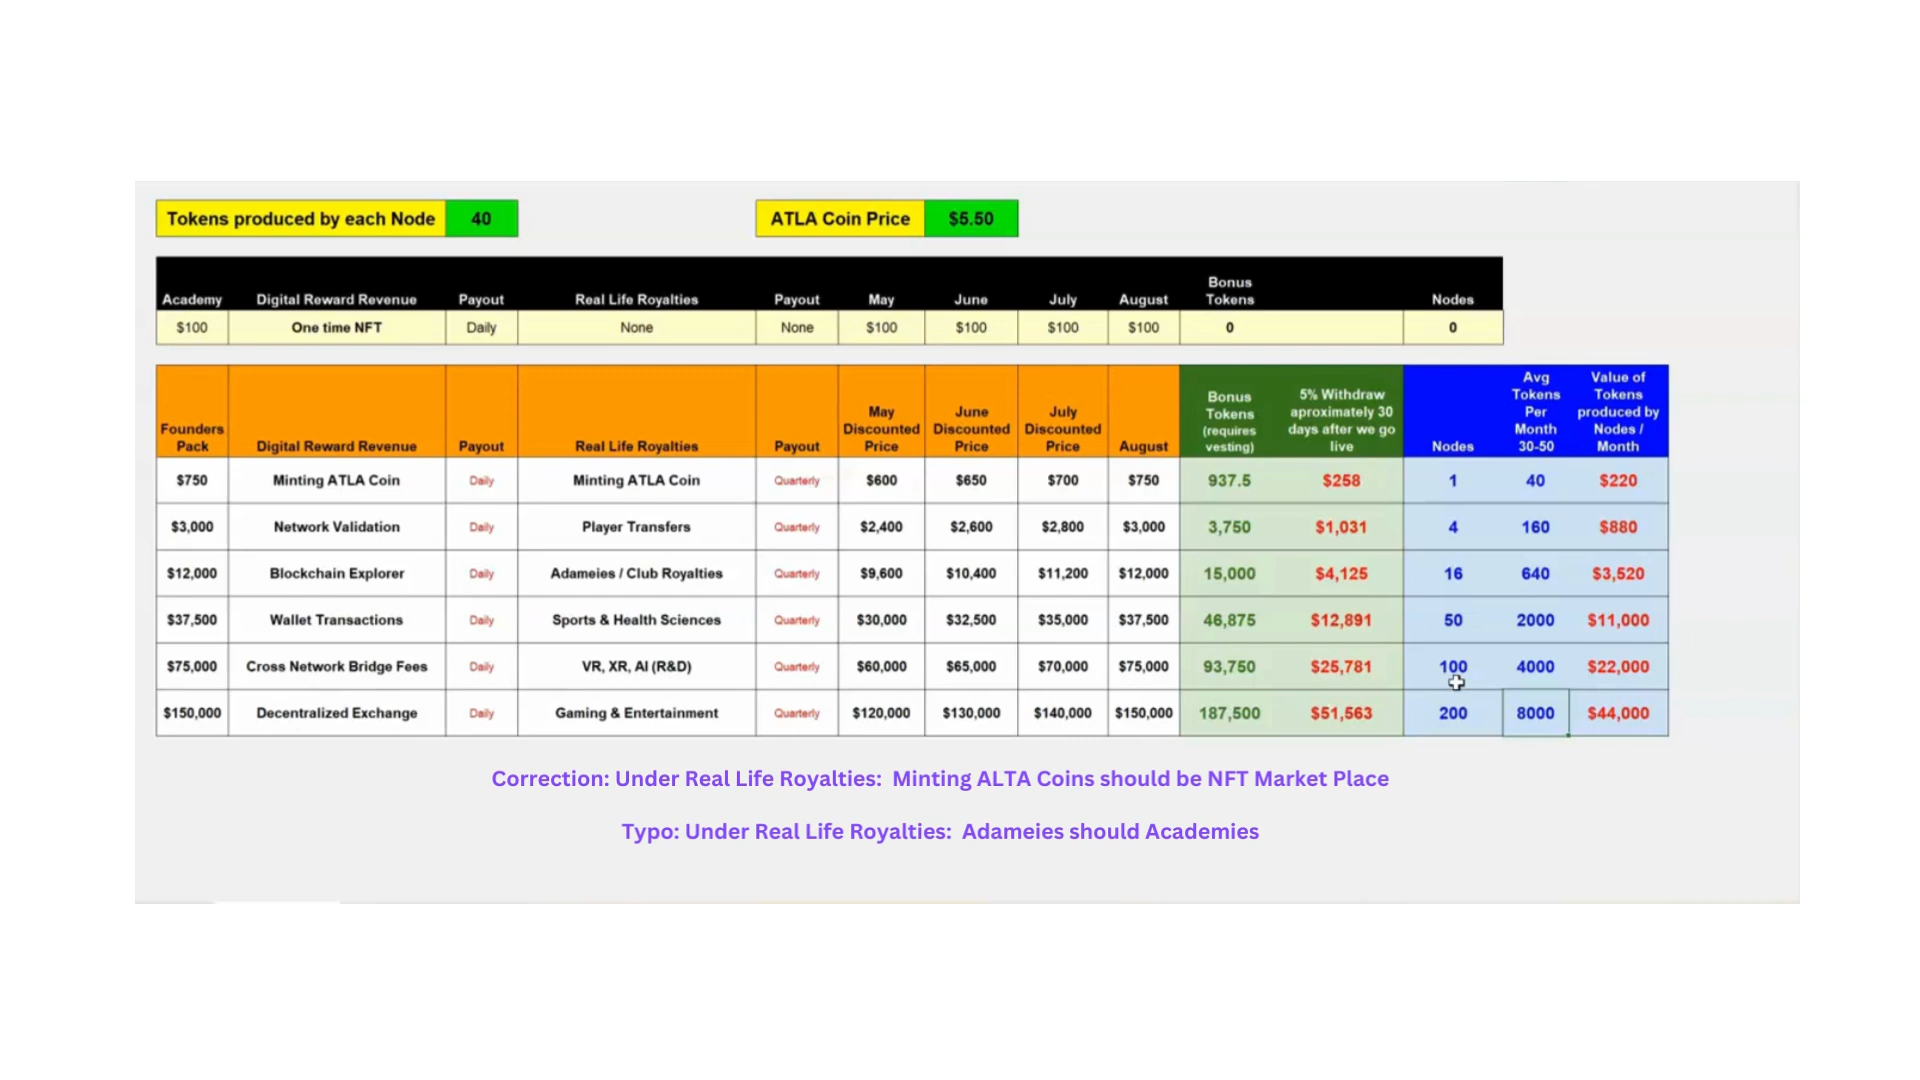 Tokens produced by each Node 40 ATLA Coin Price $5.50
Bonus
Academy Digital Reward Revenue Payout Real Life Royalties Payout May June July August Tokens Nodes
$100 One time NFT Daily None None $100 $100 $100 $100 0 0
Avg Value of
Bonus 5% Withdraw Tokens Tokens
May June July Tokens aproximately 30 Per produced by
Founders Discounted Discounted Discounted (requires days after we go Month Nodes /
Pack Digital Reward Revenue Payout Real Life Royalties Payout Price Price Price August vesting) live Nodes 30-50 Month
$750 Minting ATLA Coin Daily Minting ATLA Coin Quarterly $600 $650 $700 $750 937.5 $258 1 40 $220
$3,000 Network Validation Daily Player Transfers Quarterly $2,400 $2,600 $2,800 $3,000 3,750 $1,031 4 160 $880
$12,000 Blockchain Explorer Daily Adameies / Club Royalties Quarterly $9,600 $10,400 $11,200 $12,000 15,000 $4,125 16 640 $3,520
$37,500 Wallet Transactions Daily Sports & Health Sciences Quarterly $30,000 $32,500 $35,000 $37,500 46,875 $12,891 50 2000 $11,000
$75,000 Cross Network Bridge Fees Daily VR, XR, AI (R&D) Quarterly $60,000 $65,000 $70,000 $75,000 93,750 $25,781 100 4000 $22,000
$150,000 Decentralized Exchange Daily Gaming & Entertainment Quarterly $120,000 $130,000 $140,000 $150,000 187,500 $51,563 200 8000 $44,000
Correction: Under Real Life Royalties: Minting ALTA Coins should be NFT Market Place
Typo: Under Real Life Royalties: Adameies should Academies